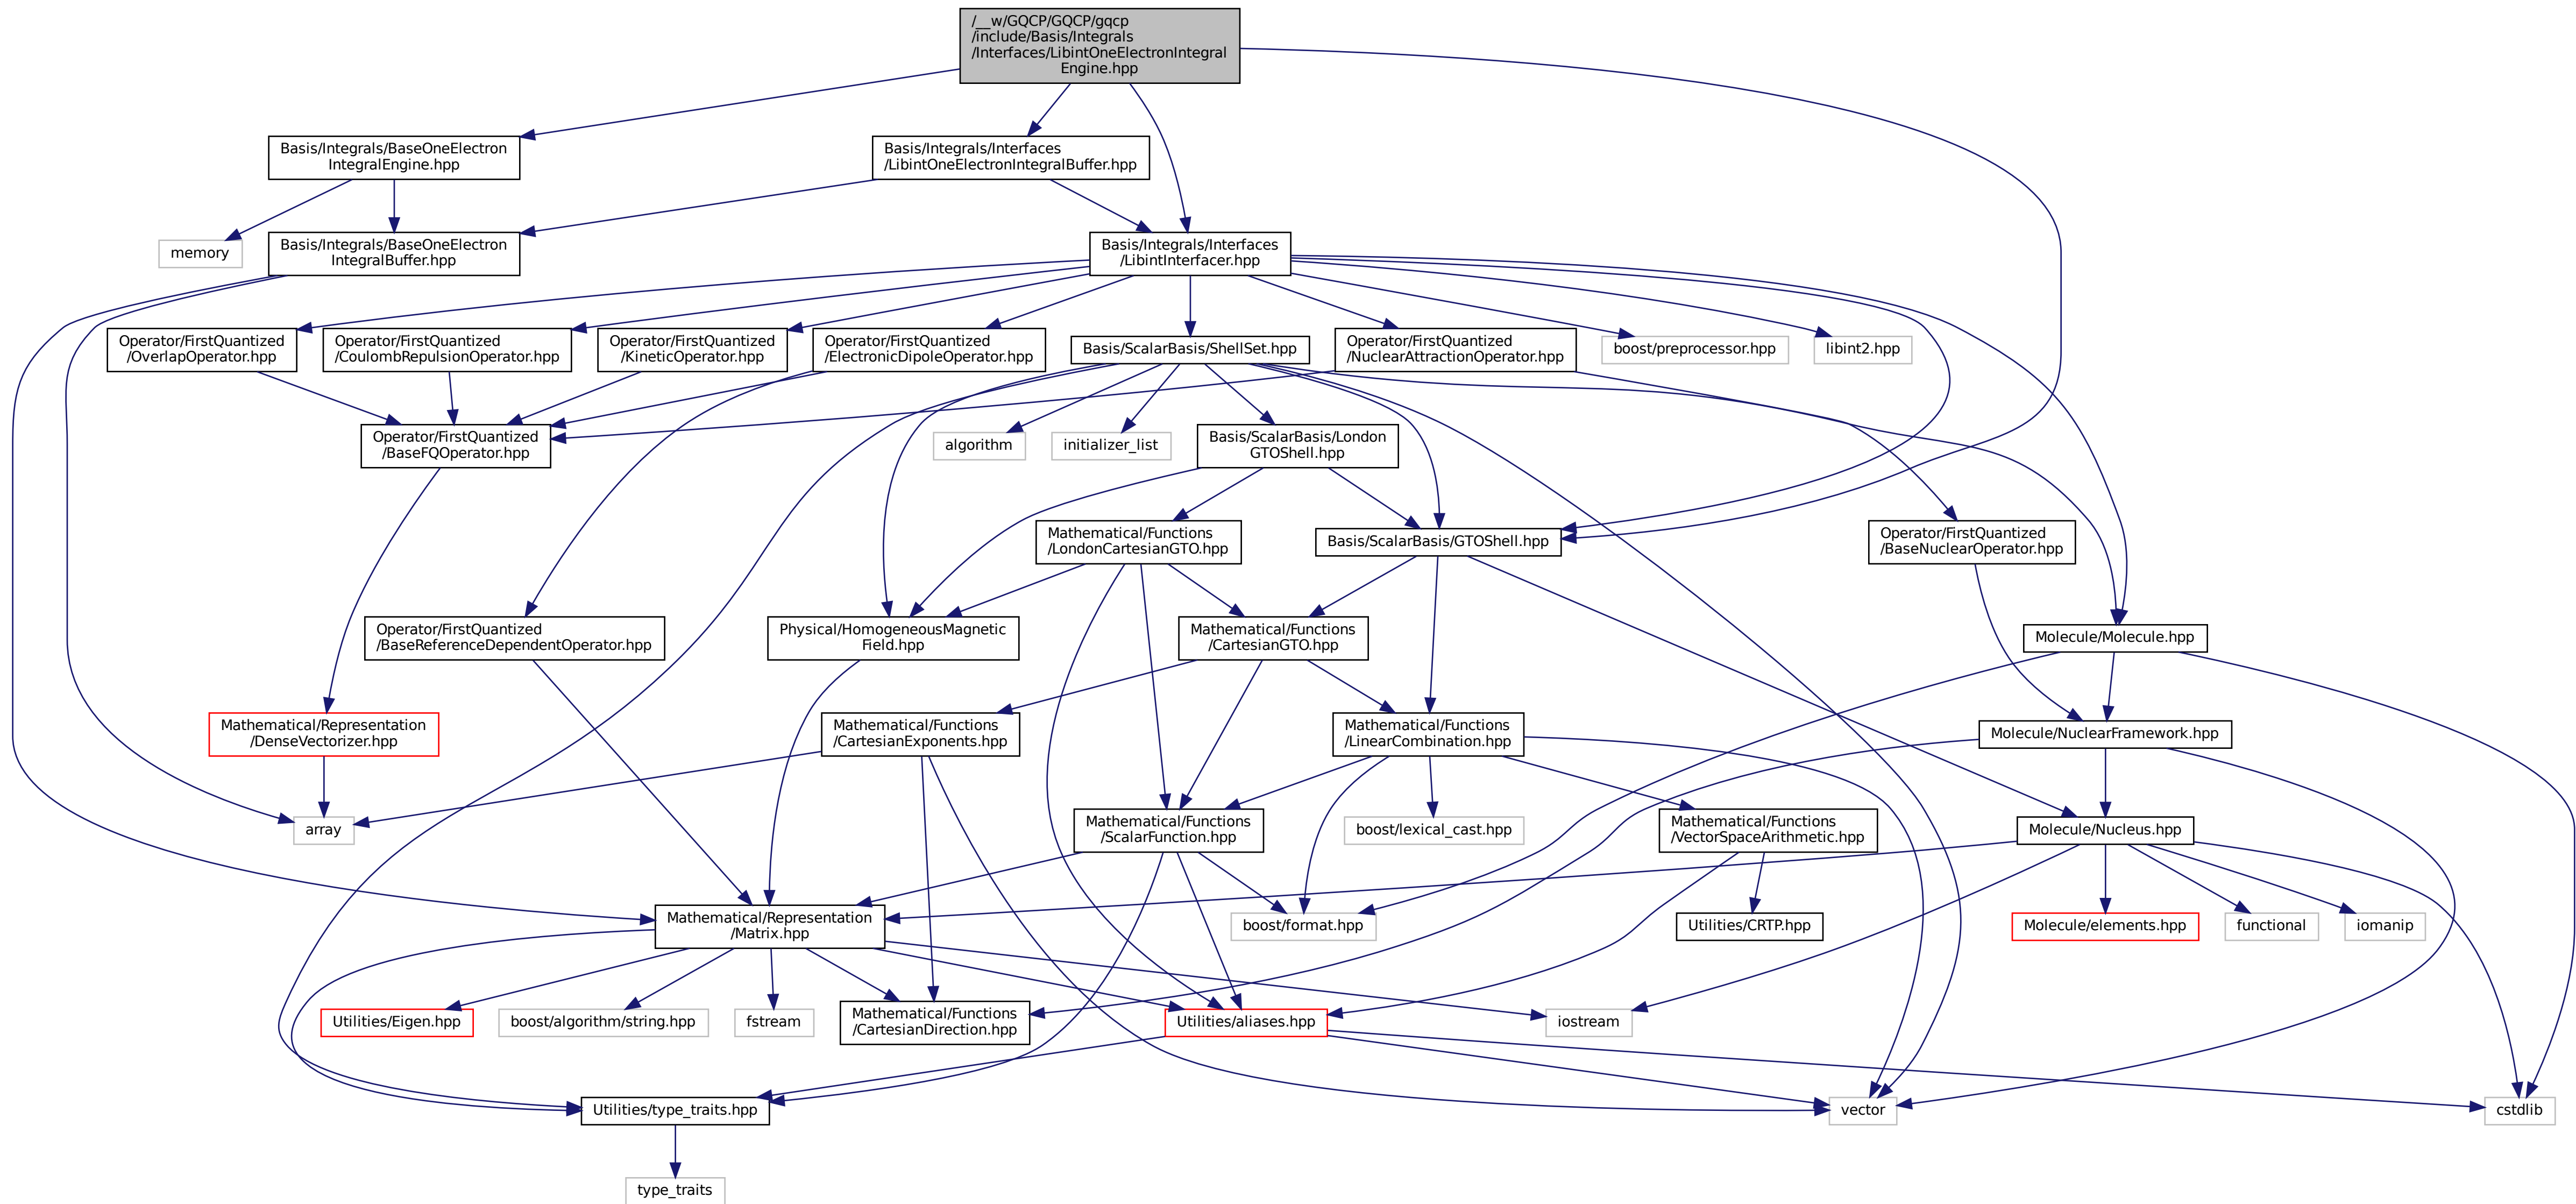 /__w/GQCP/GQCP/gqcp
/include/Basis/Integrals
/Interfaces/LibintOneElectronIntegral
Engine.hpp
Basis/Integrals/BaseOneElectron
IntegralEngine.hpp
Basis/Integrals/Interfaces
/LibintOneElectronIntegralBuffer.hpp
memory
Basis/Integrals/BaseOneElectron
IntegralBuffer.hpp
Basis/Integrals/Interfaces
/LibintInterfacer.hpp
Operator/FirstQuantized
/OverlapOperator.hpp
Operator/FirstQuantized
/CoulombRepulsionOperator.hpp
Operator/FirstQuantized
/KineticOperator.hpp
Operator/FirstQuantized
/ElectronicDipoleOperator.hpp
Basis/ScalarBasis/ShellSet.hpp
Operator/FirstQuantized
/NuclearAttractionOperator.hpp
boost/preprocessor.hpp
libint2.hpp
Operator/FirstQuantized
/BaseFQOperator.hpp
algorithm
initializer_list
Basis/ScalarBasis/London
GTOShell.hpp
Mathematical/Functions
/LondonCartesianGTO.hpp
Basis/ScalarBasis/GTOShell.hpp
Operator/FirstQuantized
/BaseNuclearOperator.hpp
Operator/FirstQuantized
/BaseReferenceDependentOperator.hpp
Physical/HomogeneousMagnetic
Field.hpp
Mathematical/Functions
/CartesianGTO.hpp
Molecule/Molecule.hpp
Mathematical/Representation
/DenseVectorizer.hpp
Mathematical/Functions
/CartesianExponents.hpp
Mathematical/Functions
/LinearCombination.hpp
Molecule/NuclearFramework.hpp
array
Mathematical/Functions
/ScalarFunction.hpp
boost/lexical_cast.hpp
Mathematical/Functions
/VectorSpaceArithmetic.hpp
Molecule/Nucleus.hpp
Mathematical/Representation
/Matrix.hpp
boost/format.hpp
Utilities/CRTP.hpp
Molecule/elements.hpp
functional
iomanip
Utilities/Eigen.hpp
boost/algorithm/string.hpp
fstream
Mathematical/Functions
/CartesianDirection.hpp
Utilities/aliases.hpp
iostream
Utilities/type_traits.hpp
vector
cstdlib
type_traits